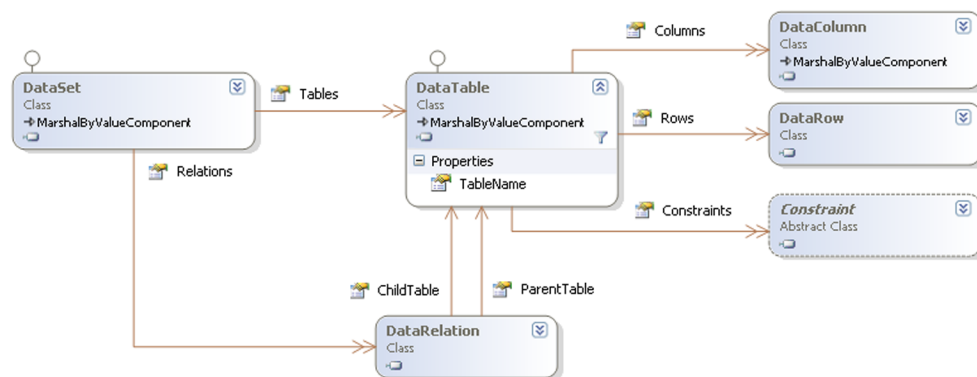 DataSet
Class
MarshalByValueComponent
Tables
Relations
DataTable
Class
MarshalByValueComponent
Properties
TableName
Columns
Rows
Constraints
DataColumn
Class
MarshalByValueComponent
DataRow
Class
Constraint
Abstract Class
ChildTable
ParentTable
DataRelation
Class